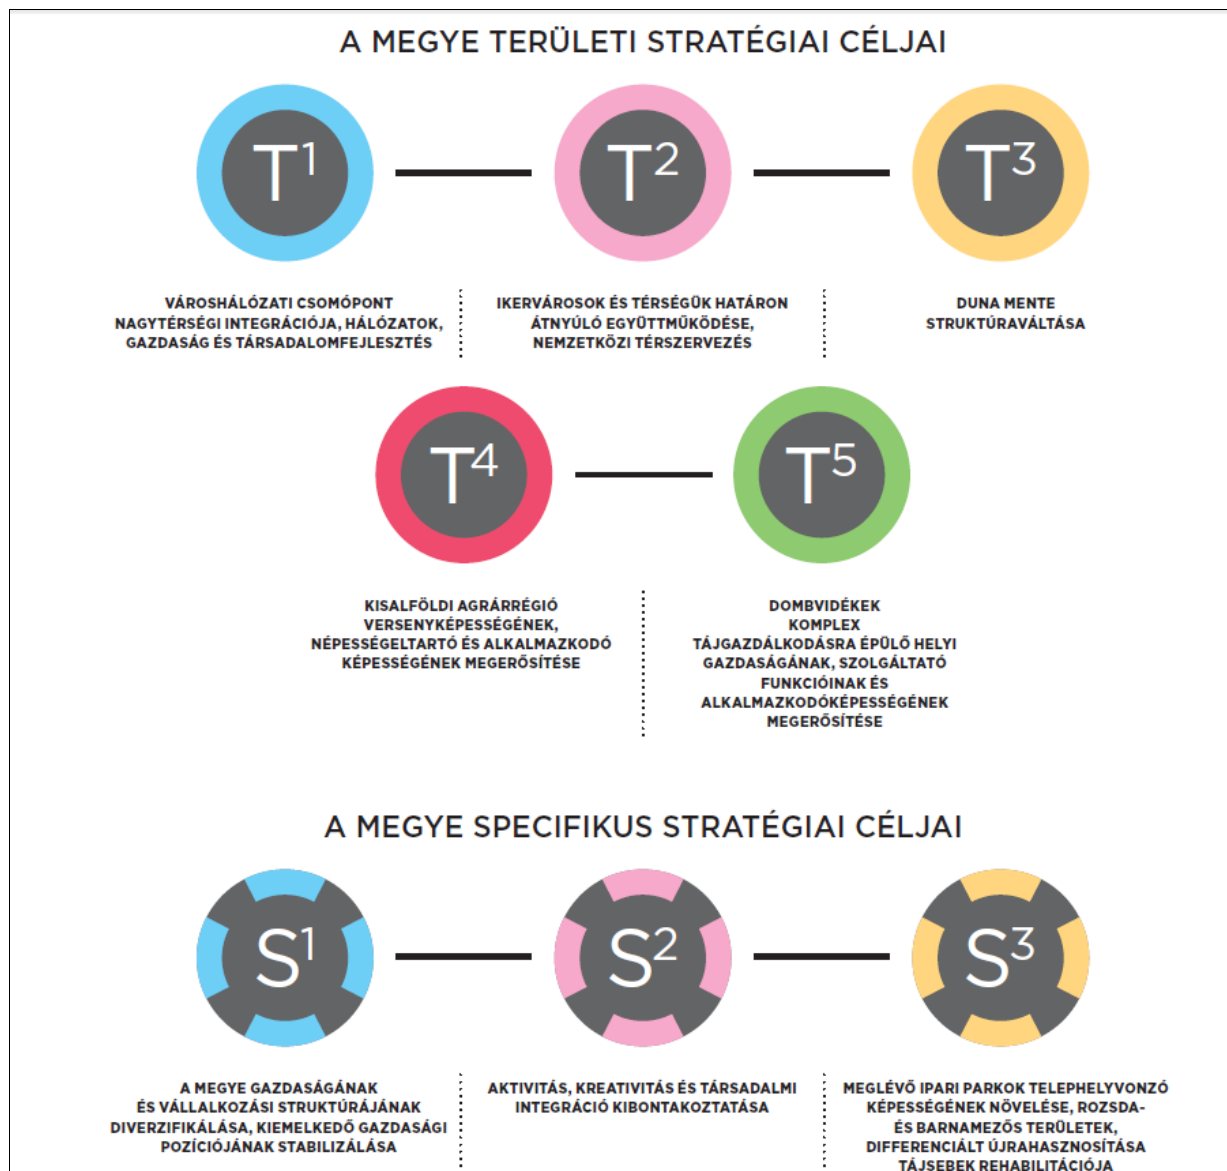 A MEGYE TERÜLETI STRATÉGIAI CÉLJAI
T1
T2
T3
VÁROSHÁLÓZATI CSOMÓPONT
NAGYTÉRSÉGI INTEGRÁCIÓJA, HÁLÓZATOK,
GAZDASÁG ÉS TÁRSADALOMFEJLESZTÉS
IKERVÁROSOK ÉS TÉRSÉGÜK HATÁRON
ÁTNYÚLÓ EGYÜTTMŰKÖDÉSE,
NEMZETKÖZI TÉRSZERVEZÉS
DUNA MENTE
STRUKTÚRAVÁLTÁSA
T4
T5
KISALFÖLDI AGRÁRRÉGIÓ
VERSENYKÉPESSÉGÉNEK,
NÉPESSÉGELTARTÓ ÉS ALKALMAZKODÓ
KÉPESSÉGÉNEK MEGERŐSÍTÉSE
DOMBVIDÉKEK
KOMPLEX
TÁJGAZDÁLKODÁSRA ÉPÜLŐ HELYI
GAZDASÁGÁNAK, SZOLGÁLTATÓ
FUNKCIÓINAK ÉS
ALKALMAZKODÓKÉPESSÉGÉNEK
MEGERŐSÍTÉSE
A MEGYE SPECIFIKUS STRATÉGIAI CÉLJAI
S1
S2
S3
A MEGYE GAZDASÁGÁNAK
ÉS VÁLLALKOZÁSI STRUKTÚRÁJÁNAK
DIVERZIFIKÁLÁSA, KIEMELKEDŐ GAZDASÁGI
POZÍCIÓJÁNAK STABILIZÁLÁSA
AKTIVITÁS, KREATIVITÁS ÉS TÁRSADALMI
INTEGRÁCIÓ KIBONTAKOZTATÁSA
MEGLÉVŐ IPARI PARKOK TELEPHELYVONZÓ
KÉPESSÉGÉNEK NÖVELÉSE, ROZSDA-
ÉS BARNAMEZŐS TERÜLETEK,
DIFFERENCIÁLT ÚJRAHASZNOSÍTÁSA
TÁJSEBEK REHABILITÁCIÓJA